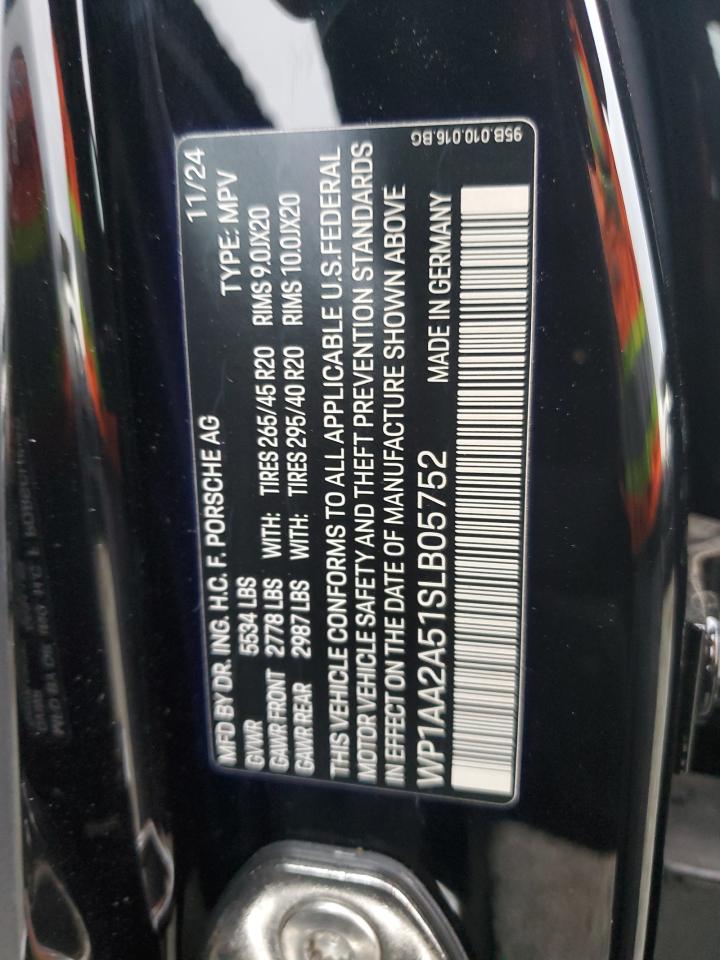 MFD BY DR. ING. H.C. F. PORSCHE AG 11/24
GVWR 5534 LBS TYPE: MPV
GAWR FRONT 2778 LBS WITH: TIRES 265/45 R20 RIMS 9.0JX20
GAWR REAR 2987 LBS WITH: TIRES 295/40 R20 RIMS 10.0JX20
THIS VEHICLE CONFORMS TO ALL APPLICABLE U.S. FEDERAL
MOTOR VEHICLE SAFETY AND THEFT PREVENTION STANDARDS
IN EFFECT ON THE DATE OF MANUFACTURE SHOWN ABOVE
WP1AA2A51SLB05752 MADE IN GERMANY
95B.010.016.BG